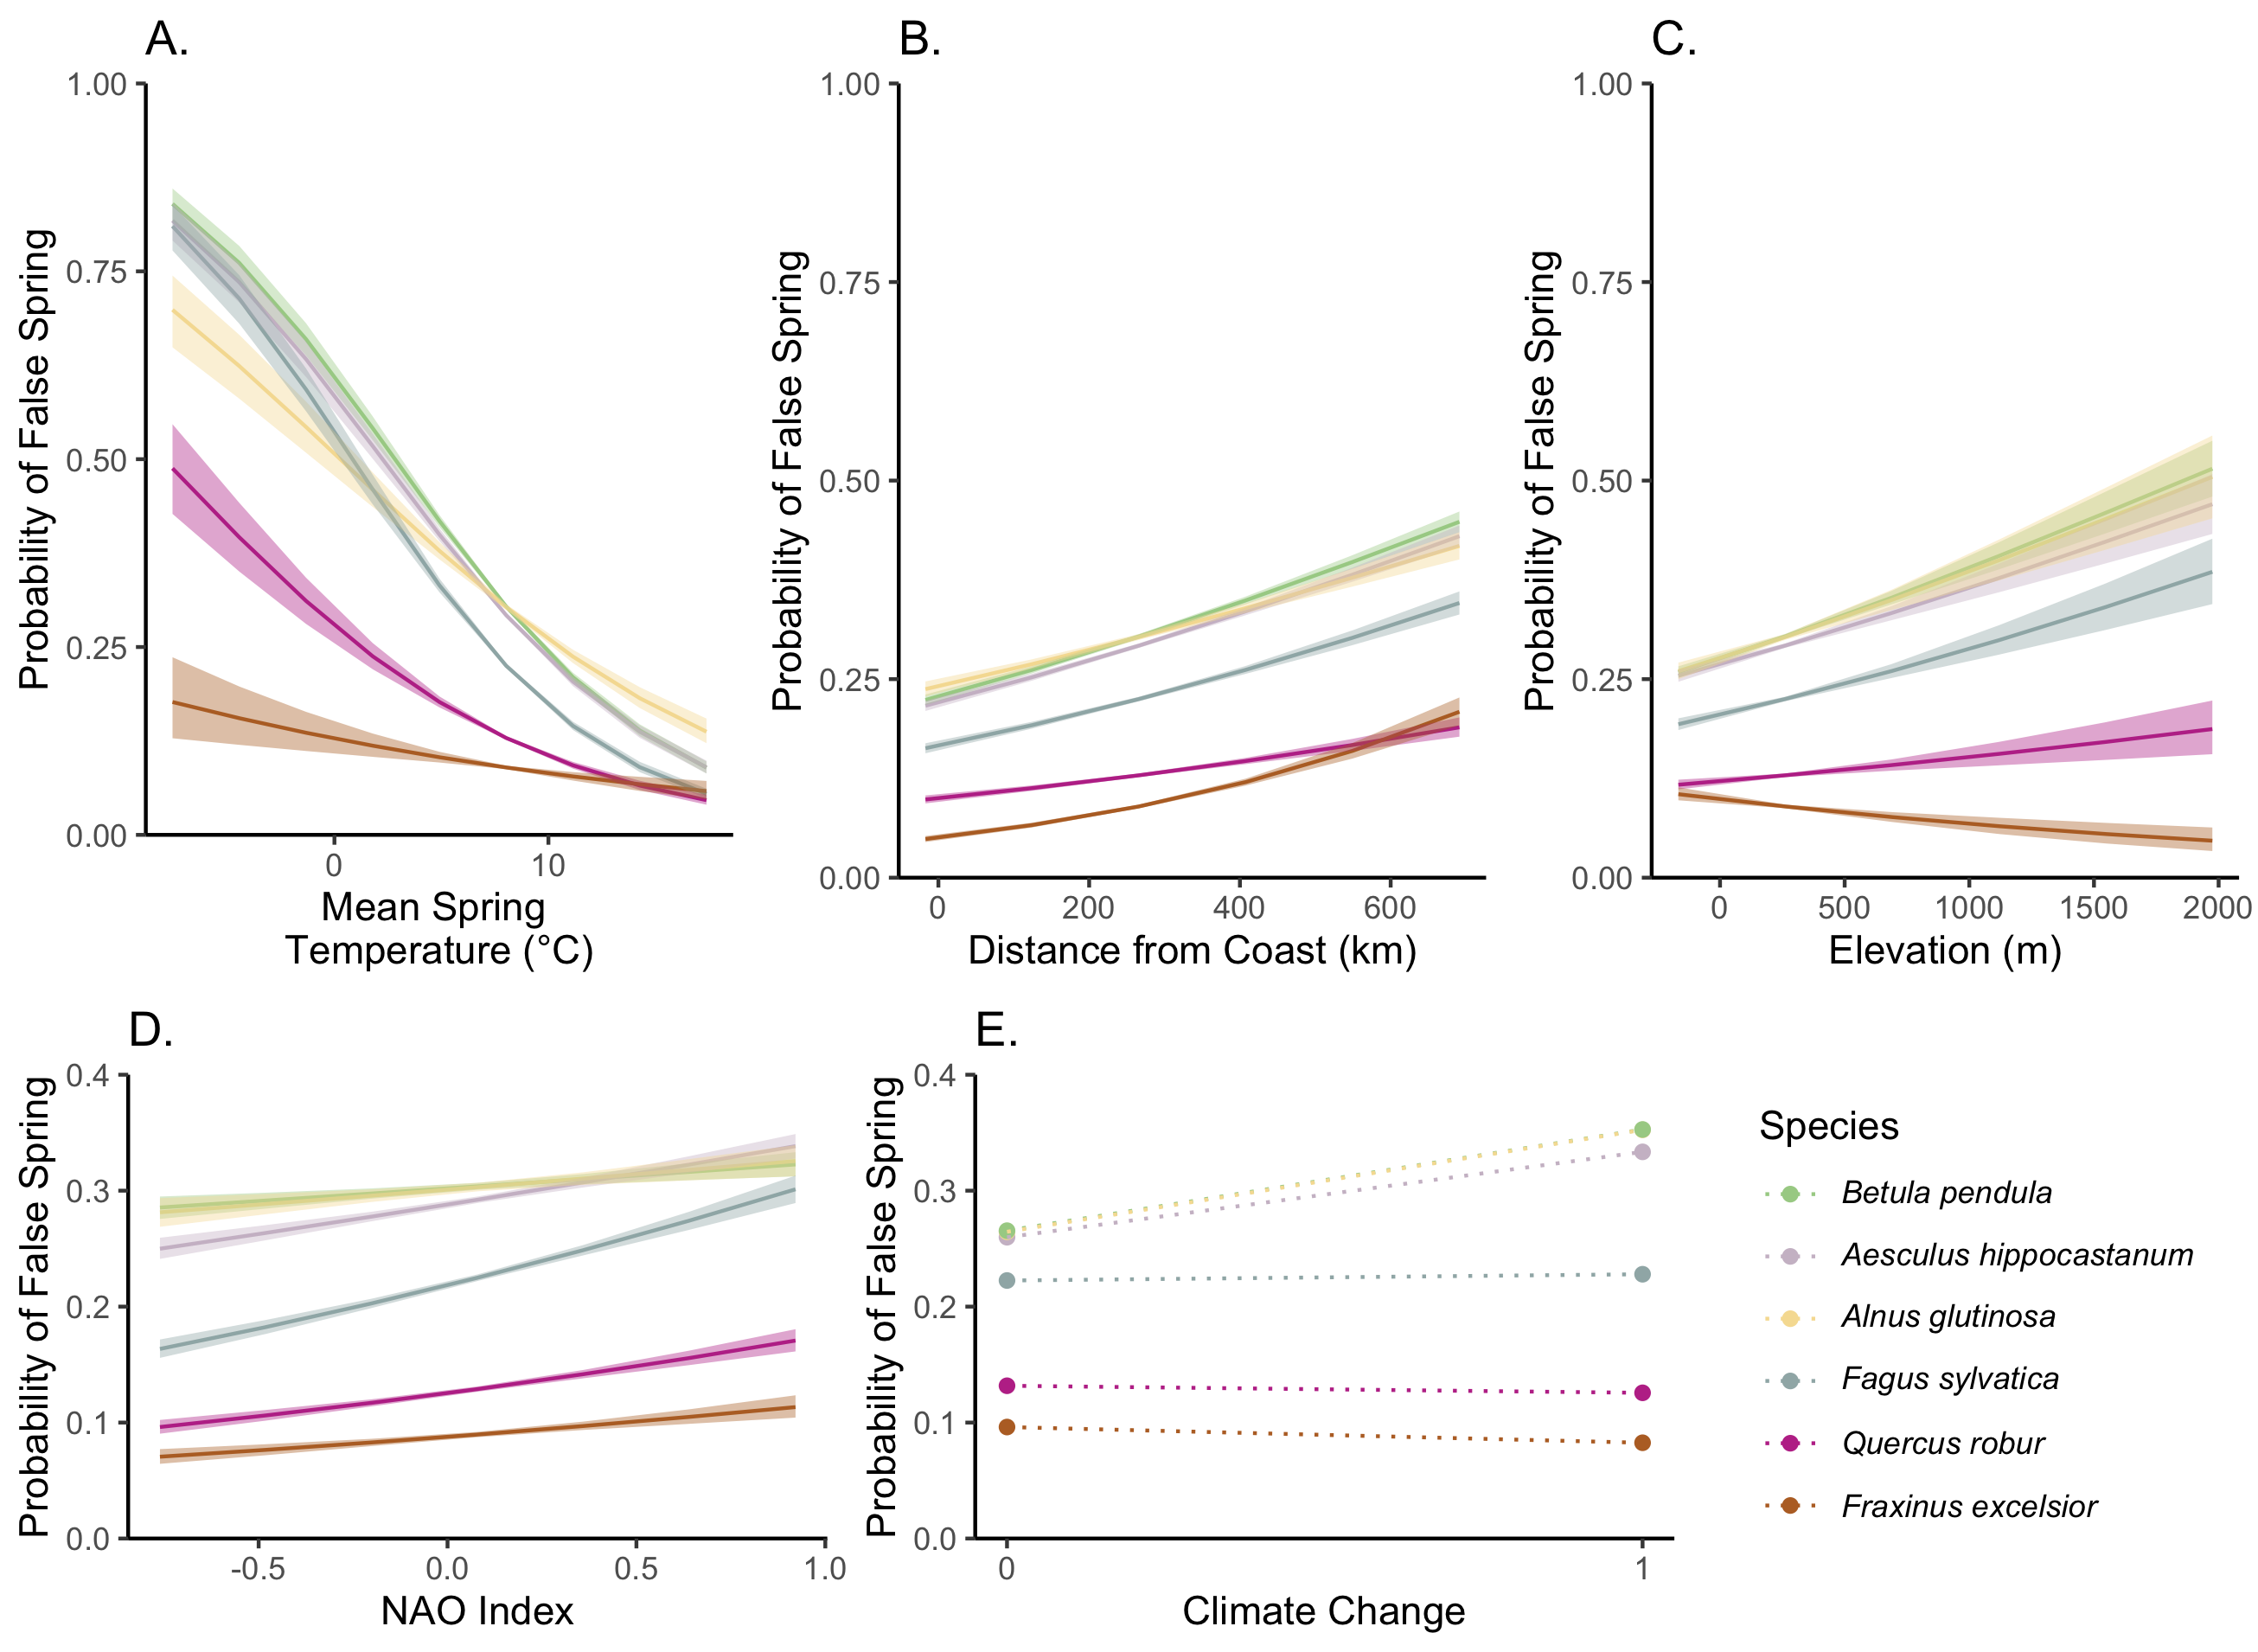 A.
1.00
0.75
0.50
0.25
0.00
Probability of False Spring
0
10
Mean Spring
Temperature (°C)
B.
1.00
0.75
0.50
0.25
0.00
Probability of False Spring
0
200
400
600
Distance from Coast (km)
C.
1.00
0.75
0.50
0.25
0.00
Probability of False Spring
0
500
1000
1500
2000
Elevation (m)
D.
0.4
0.3
0.2
0.1
0.0
Probability of False Spring
-0.5
0.0
0.5
1.0
NAO Index
E.
0.4
0.3
0.2
0.1
0.0
Probability of False Spring
0
1
Climate Change
Species
Betula pendula
Aesculus hippocastanum
Alnus glutinosa
Fagus sylvatica
Quercus robur
Fraxinus excelsior